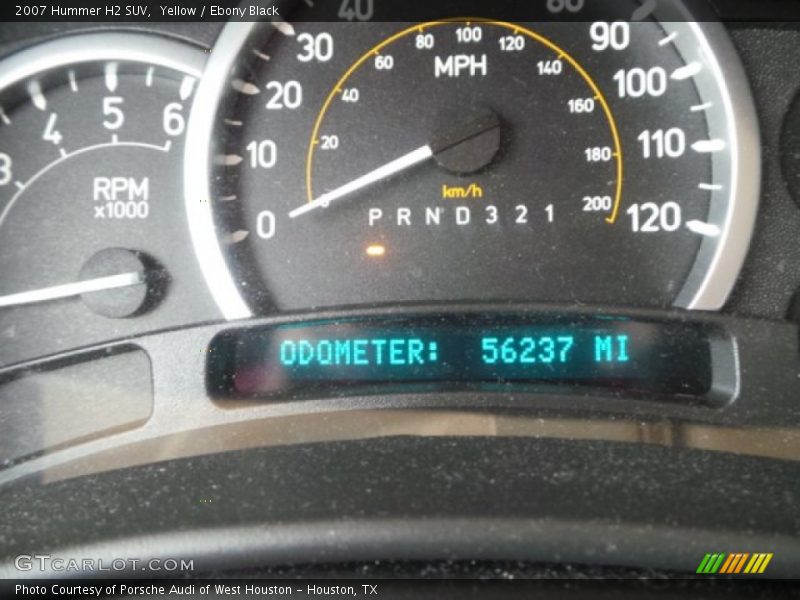 2007 Hummer H2 SUV,  Yellow / Ebony Black
3 4 5 6
RPM
x1000
0 10 20 30 40 80 90 100 110 120
MPH
20 40 60 80 100 120 140 160 180 200
km/h
P R N D 3 2 1
ODOMETER: 56237 MI
GTCARLOT.COM
Photo Courtesy of Porsche Audi of West Houston – Houston, TX